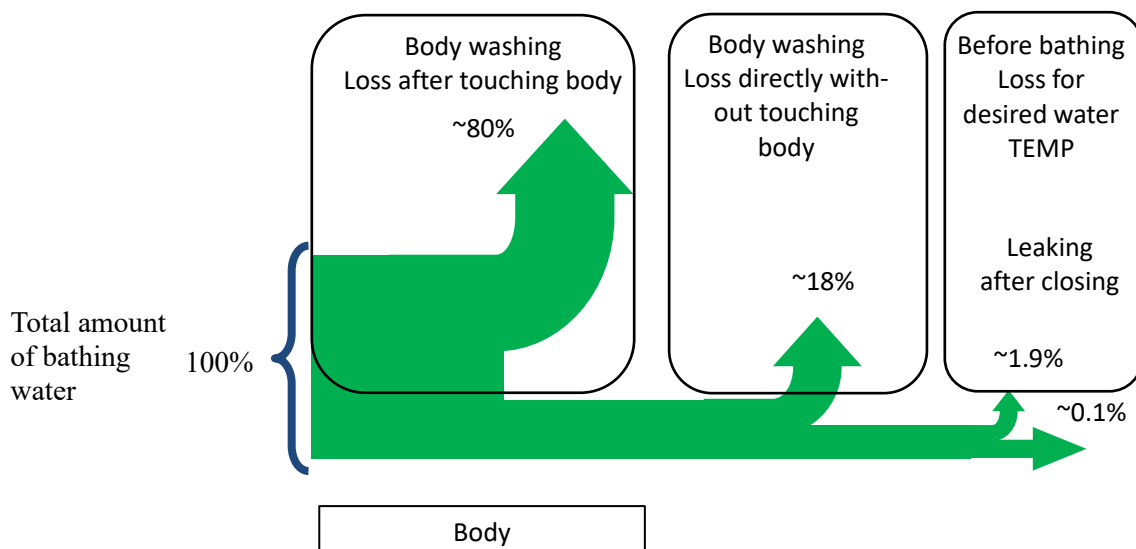 Body washing
Loss after touching body
~80%
Body washing
Loss directly with-
out touching
body
~18%
Before bathing
Loss for
desired water
TEMP
Leaking
after closing
~1.9%
~0.1%
Total amount
of bathing
water
100%
Body